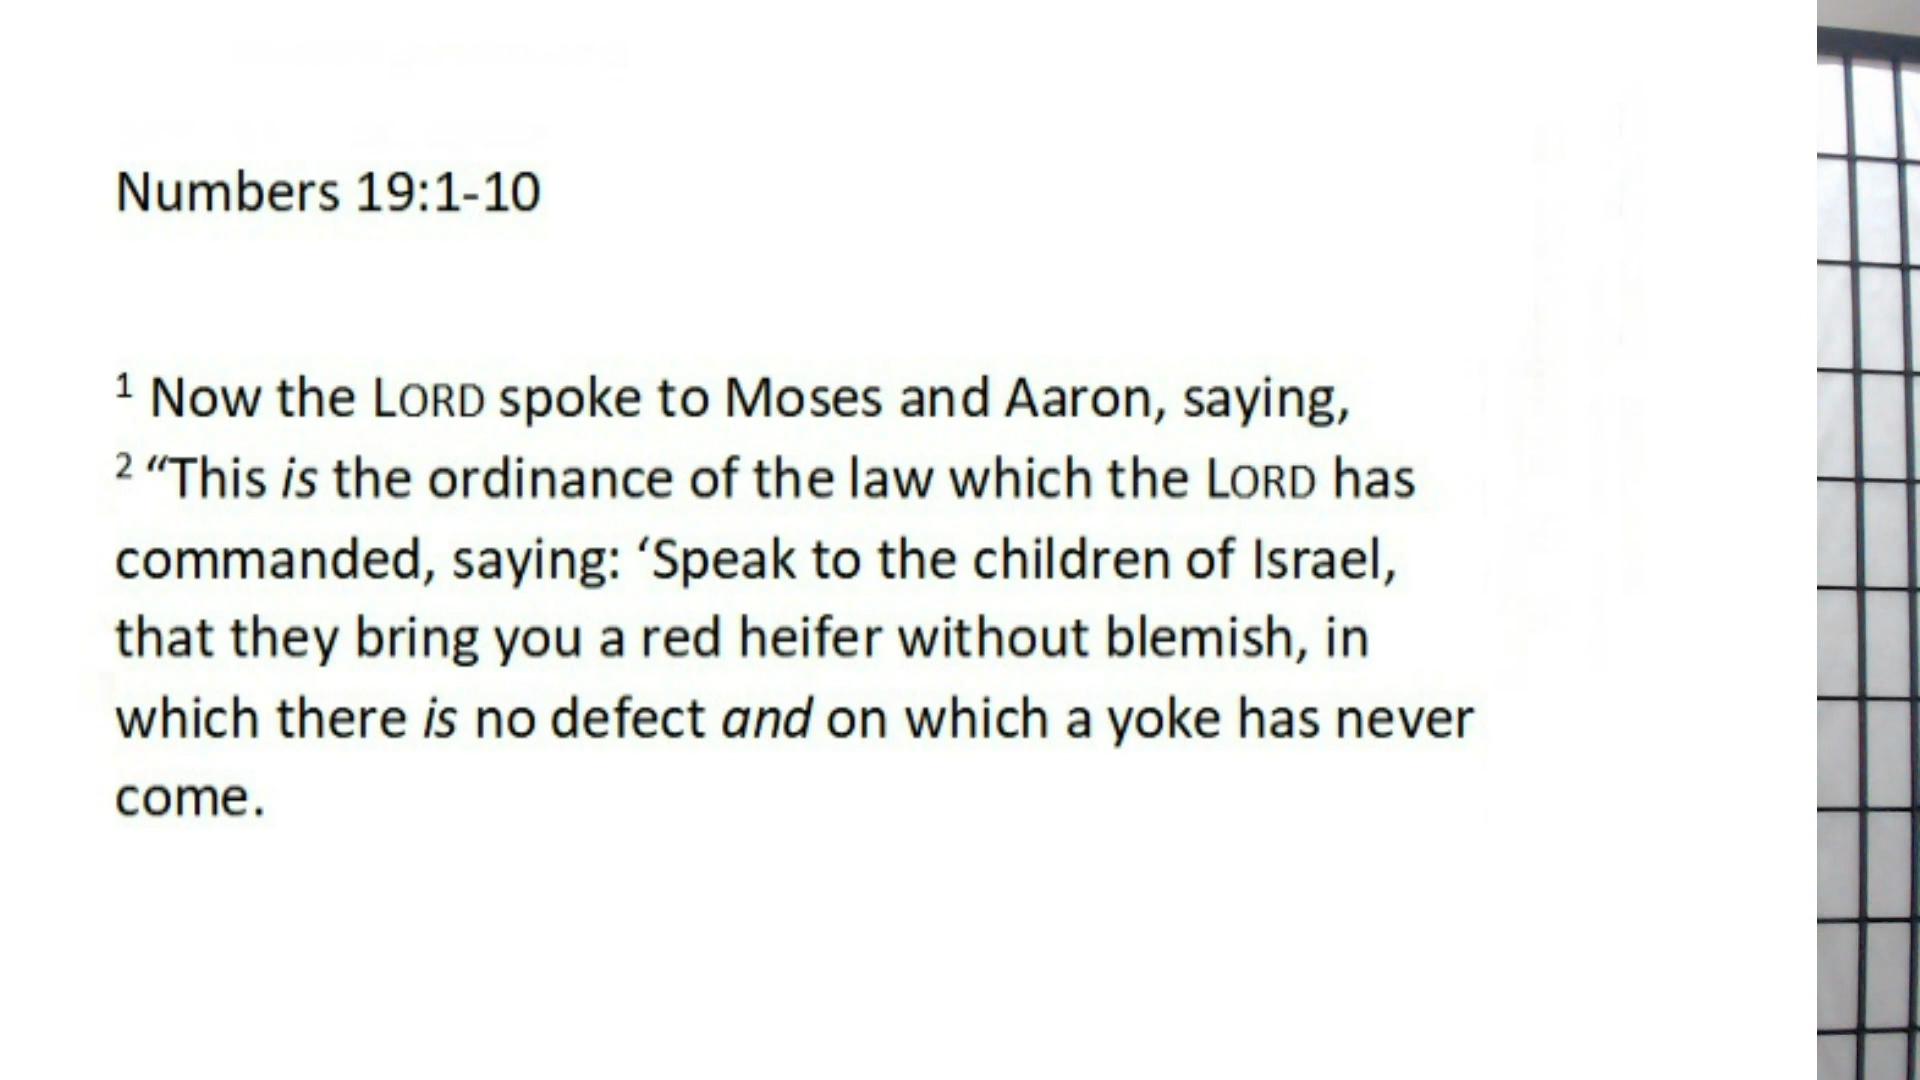 Numbers 19:1-10
1 Now the LORD spoke to Moses and Aaron, saying,
2 “This is the ordinance of the law which the LORD has
commanded, saying: ‘Speak to the children of Israel,
that they bring you a red heifer without blemish, in
which there is no defect and on which a yoke has never
come.